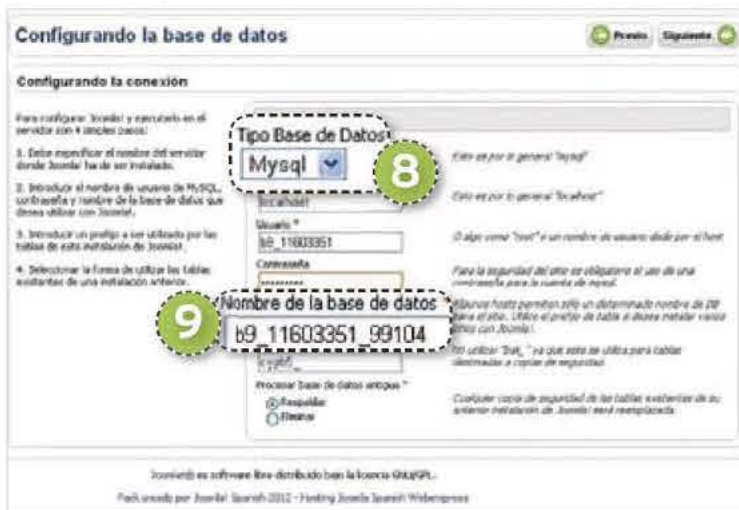 Configurando la base de datos
Previo
Siguiente
Configurando la conexión
Para configurar Joomla! y ejecutarlo en el
servidor son 4 simples pasos:
1. Debe especificar el nombre del servidor
donde Joomla! ha de ser instalado.
2. Introducir el nombre de usuario de MySQL,
contraseña y nombre de la base de datos que
desea utilizar con Joomla!.
3. Introducir un prefijo a ser utilizado por las
tablas de esta instalación de Joomla!.
4. Seleccionar la forma de utilizar las tablas
existentes de una instalación anterior.
Tipo Base de Datos
Mysql
8
Esto es por lo general "mysql"
localhost
Esto es por lo general "localhost"
Usuario *
b9_11603351
O algo como "root" o un nombre de usuario dado por el host
Contraseña
•••••••••
Para la seguridad del sitio es obligatorio el uso de una
contraseña para la cuenta de mysql.
9
Nombre de la base de datos *
b9_11603351_99104
Algunos hosts permiten sólo un determinado nombre de DB
para el sitio. Utilice el prefijo de tabla si desea instalar varios
sitios con Joomla!.
No utilizar "bak_" ya que este se utiliza para tablas
destinadas a copias de seguridad.
Procesar base de datos antigua *
Respaldar
Eliminar
Cualquier copia de seguridad de las tablas existentes de su
anterior instalación de Joomla! será reemplazada.
es software libre distribuido bajo la licencia GNU/GPL.
Pack creado por Joomla! Spanish 2012 - Hosting Joomla Spanish Webempresa